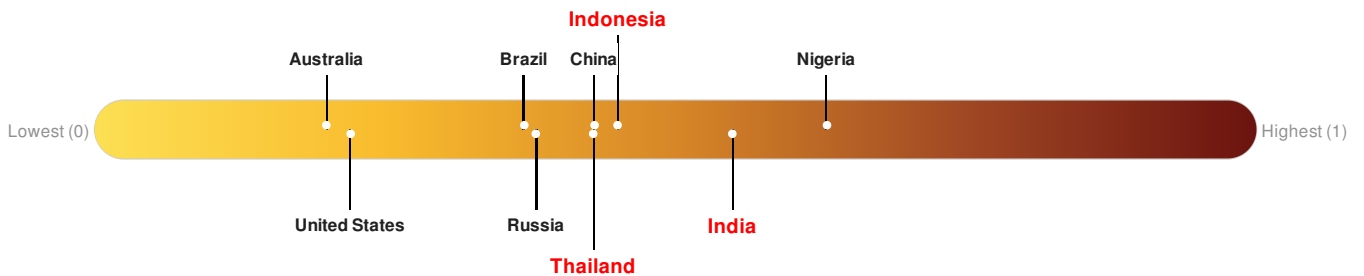 Indonesia
Australia
Brazil
China
Nigeria
Lowest (0)
Highest (1)
United States
Russia
India
Thailand